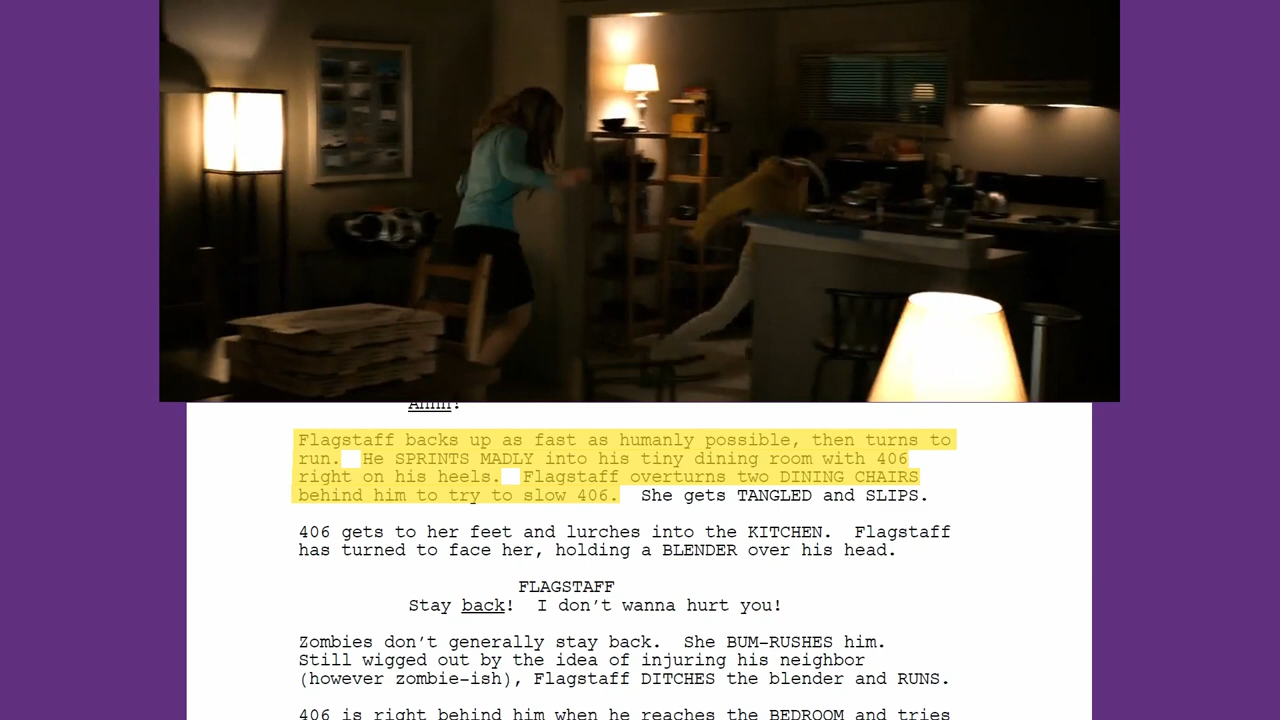 Ahhh!
Flagstaff backs up as fast as humanly possible, then turns to
run. He SPRINTS MADLY into his tiny dining room with 406
right on his heels. Flagstaff overturns two DINING CHAIRS
behind him to try to slow 406. She gets TANGLED and SLIPS.
406 gets to her feet and lurches into the KITCHEN. Flagstaff
has turned to face her, holding a BLENDER over his head.
FLAGSTAFF
Stay back! I don’t wanna hurt you!
Zombies don’t generally stay back. She BUM-RUSHES him.
Still wigged out by the idea of injuring his neighbor
(however zombie-ish), Flagstaff DITCHES the blender and RUNS.
406 is right behind him when he reaches the BEDROOM and tries